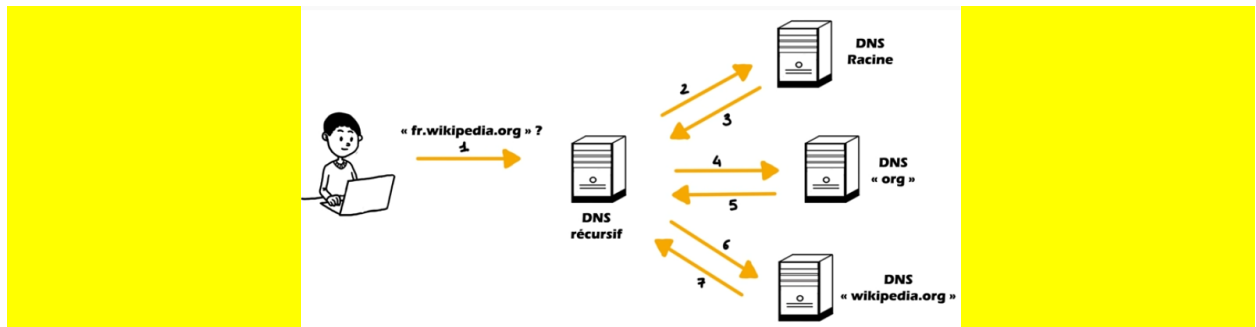 « fr.wikipedia.org » ?
1
DNS
récursif
2
3
DNS
Racine
4
5
DNS
« org »
6
7
DNS
« wikipedia.org »